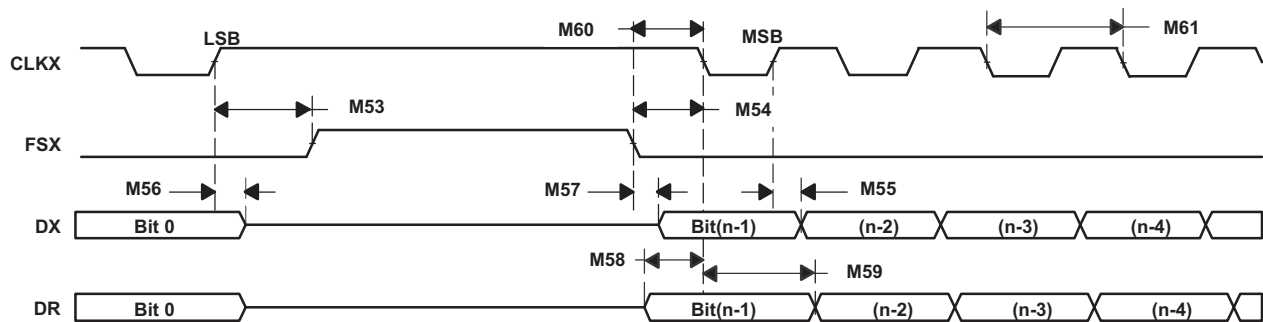 LSB
M60
MSB
M61
CLKX
M53
M54
FSX
M56
M57
M55
DX
Bit 0
Bit(n-1)
(n-2)
(n-3)
(n-4)
M58
M59
DR
Bit 0
Bit(n-1)
(n-2)
(n-3)
(n-4)